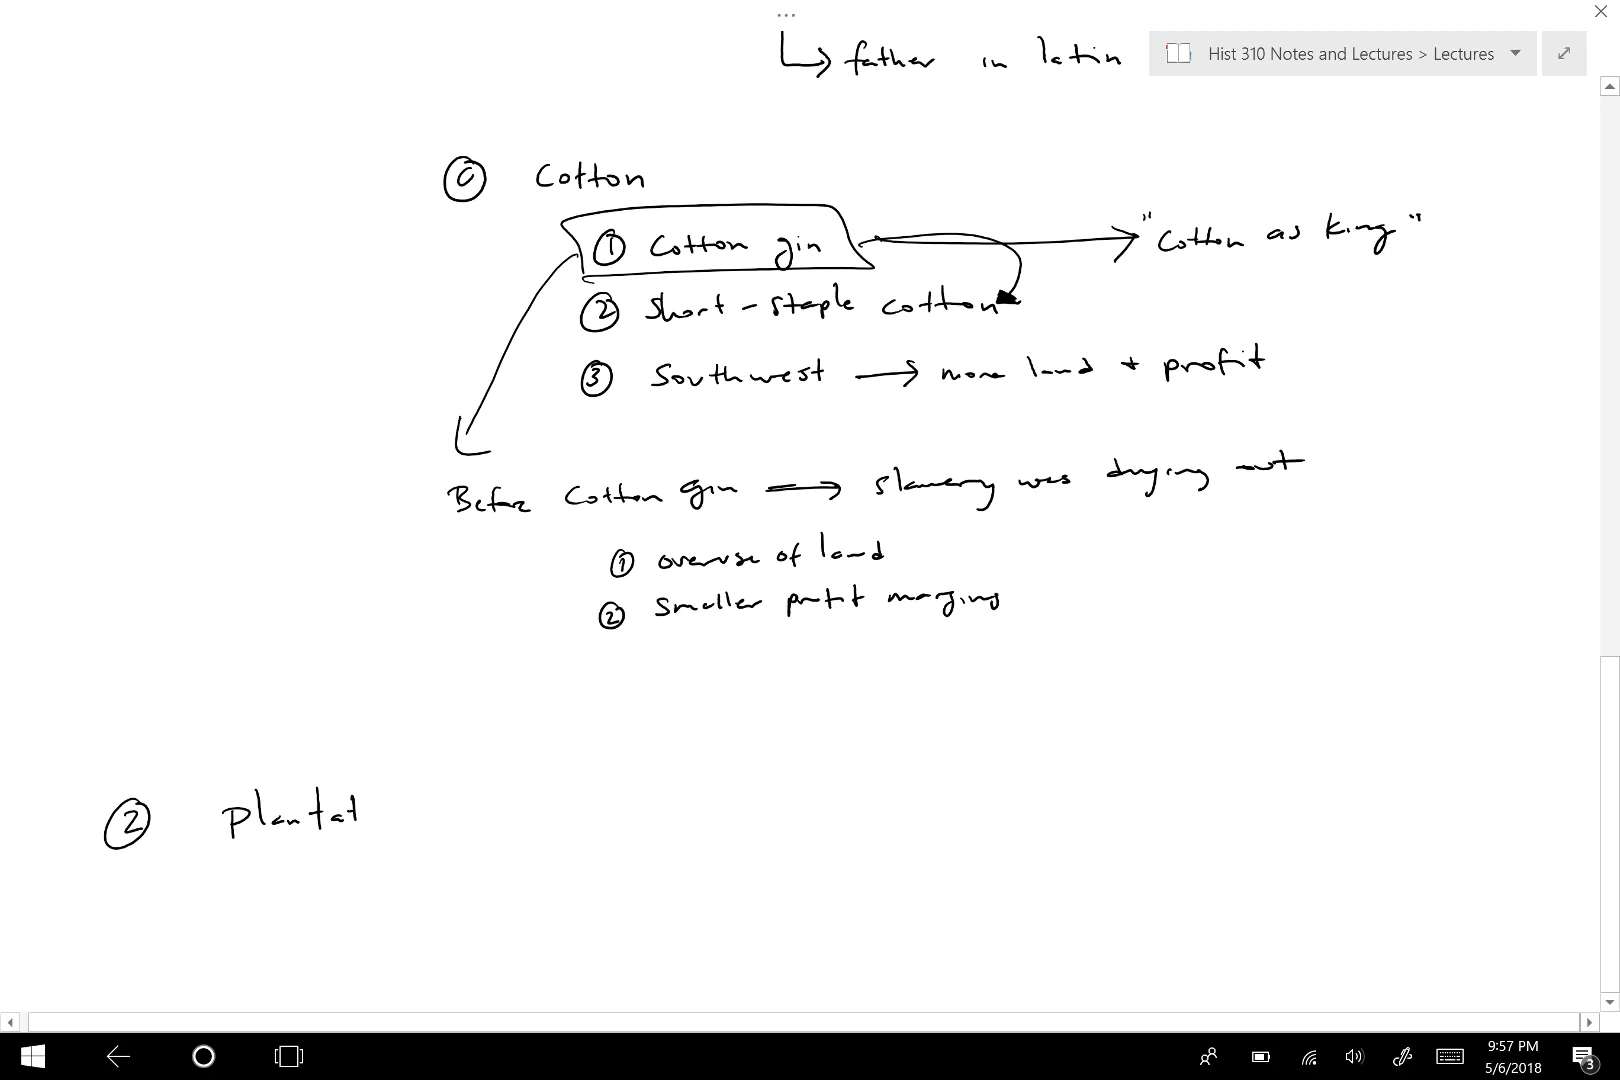 ...
↳ father in latin
Hist 310 Notes and Lectures > Lectures
Ⓒ Cotton
① Cotton gin → "Cotton as King"
② Short-staple cotton
③ Southwest → more land + profit
Before Cotton gin → slavery was drying out
① overuse of land
② Smaller profit margins
② Plantat
9:57 PM
5/6/2018
3